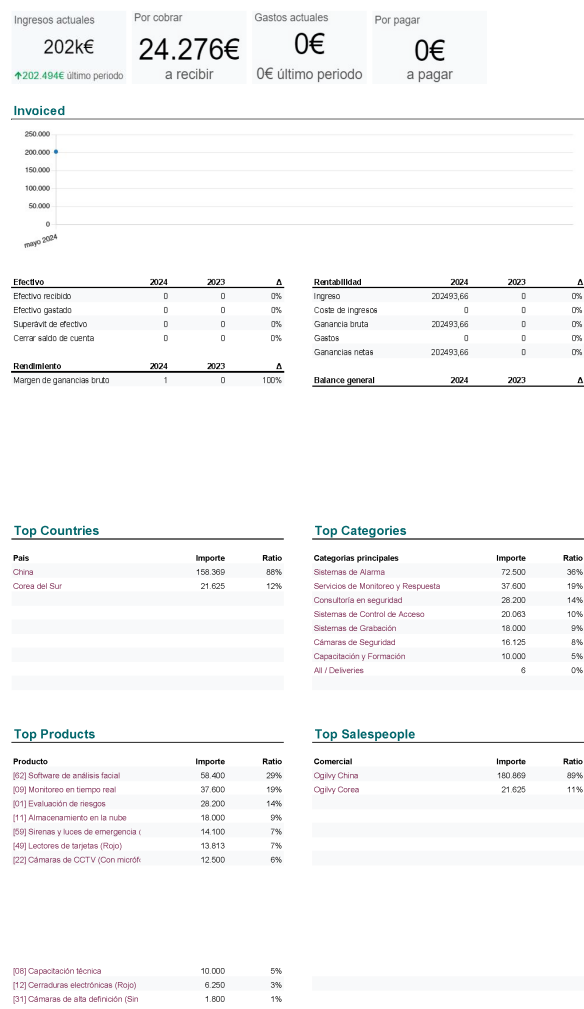 Ingresos actuales
202k€
↑202.494€ último periodo
Por cobrar
24.276€
a recibir
Gastos actuales
0€
0€ último periodo
Por pagar
0€
a pagar
Invoiced
250.000
200.000
150.000
100.000
50.000
0
mayo 2024
Efectivo 2024 2023 Δ
Efectivo recibido 0 0 0%
Efectivo gastado 0 0 0%
Superávit de efectivo 0 0 0%
Cerrar saldo de cuenta 0 0 0%
Rendimiento 2024 2023 Δ
Margen de ganancias bruto 1 0 100%
Rentabilidad 2024 2023 Δ
Ingreso 202493,66 0 0%
Coste de ingresos 0 0 0%
Ganancia bruta 202493,66 0 0%
Gastos 0 0 0%
Ganancias netas 202493,66 0 0%
Balance general 2024 2023 Δ
Top Countries
País Importe Ratio
China 158.369 88%
Corea del Sur 21.625 12%
Top Categories
Categorias principales Importe Ratio
Sistemas de Alarma 72.500 36%
Servicios de Monitoreo y Respuesta 37.600 19%
Consultoría en seguridad 28.200 14%
Sistemas de Control de Acceso 20.063 10%
Sistemas de Grabación 18.000 9%
Cámaras de Seguridad 16.125 8%
Capacitación y Formación 10.000 5%
All / Deliveries 6 0%
Top Products
Producto Importe Ratio
[62] Software de análisis facial 58.400 29%
[09] Monitoreo en tiempo real 37.600 19%
[01] Evaluación de riesgos 28.200 14%
[11] Almacenamiento en la nube 18.000 9%
[59] Sirenas y luces de emergencia ( 14.100 7%
[49] Lectores de tarjetas (Rojo) 13.813 7%
[22] Cámaras de CCTV (Con micrófo 12.500 6%
[08] Capacitación técnica 10.000 5%
[12] Cerraduras electrónicas (Rojo) 6.250 3%
[31] Cámaras de alta definición (Sin 1.800 1%
Top Salespeople
Comercial Importe Ratio
Ogilvy China 180.869 89%
Ogilvy Corea 21.625 11%